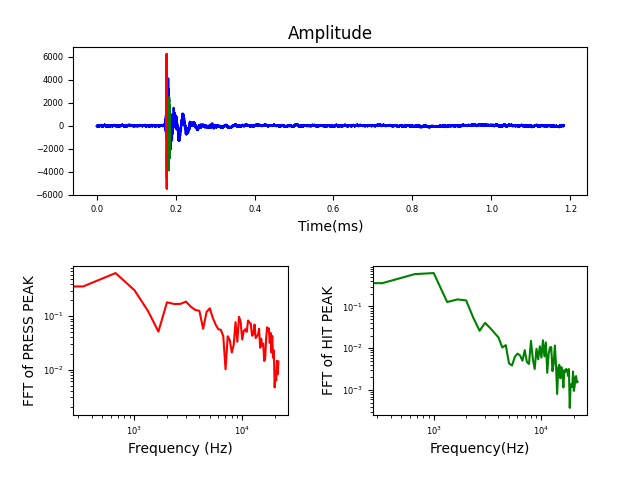 Amplitude
6000
4000
2000
0
−2000
−4000
−6000
0.0 0.2 0.4 0.6 0.8 1.0 1.2
Time(ms)
FFT of PRESS PEAK
10⁻¹
10⁻²
10³ 10⁴
Frequency (Hz)
FFT of HIT PEAK
10⁻¹
10⁻²
10⁻³
10³ 10⁴
Frequency(Hz)